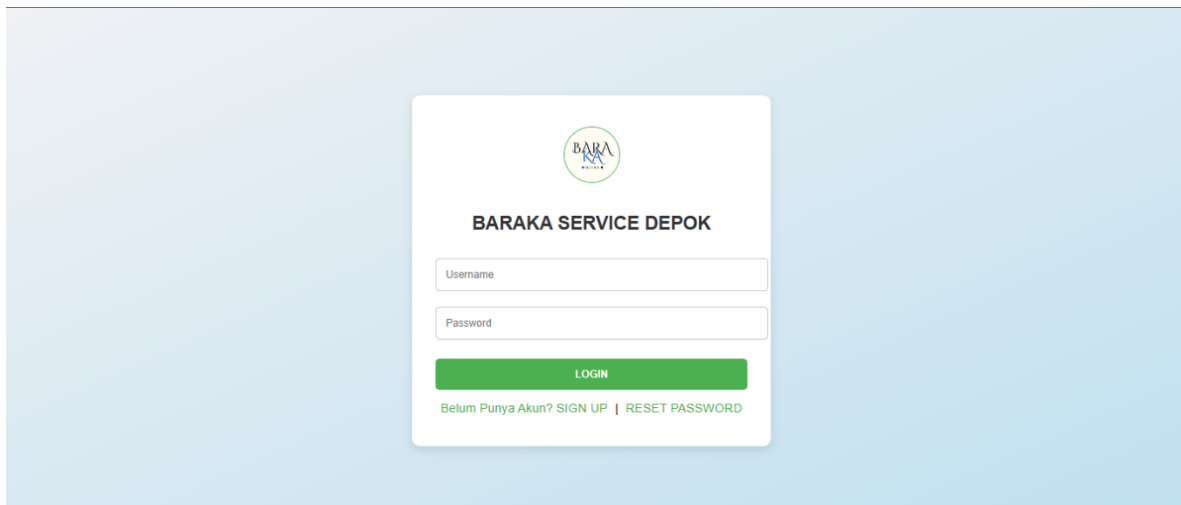 BARA
KA
BARAKA SERVICE DEPOK
Username
Password
LOGIN
Belum Punya Akun? SIGN UP | RESET PASSWORD